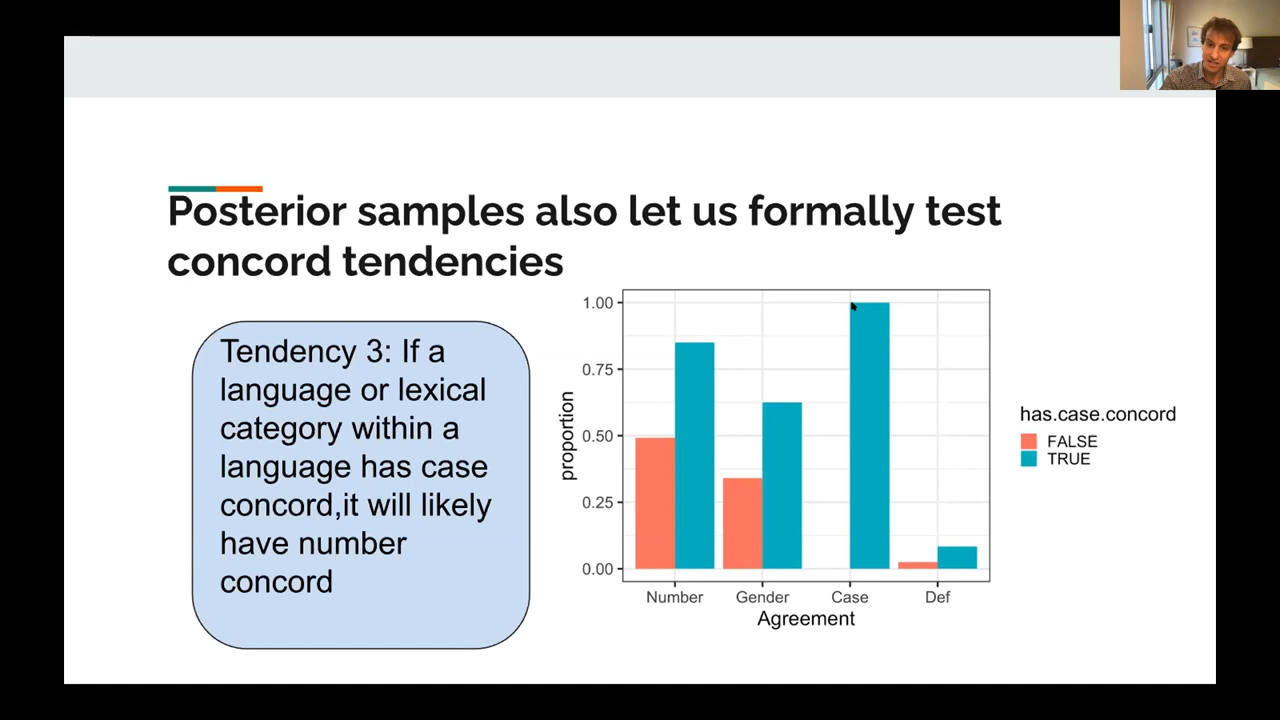 Posterior samples also let us formally test
concord tendencies
Tendency 3: If a
language or lexical
category within a
language has case
concord,it will likely
have number
concord
1.00
0.75
0.50
0.25
0.00
proportion
Number Gender Case Def
Agreement
has.case.concord
FALSE
TRUE